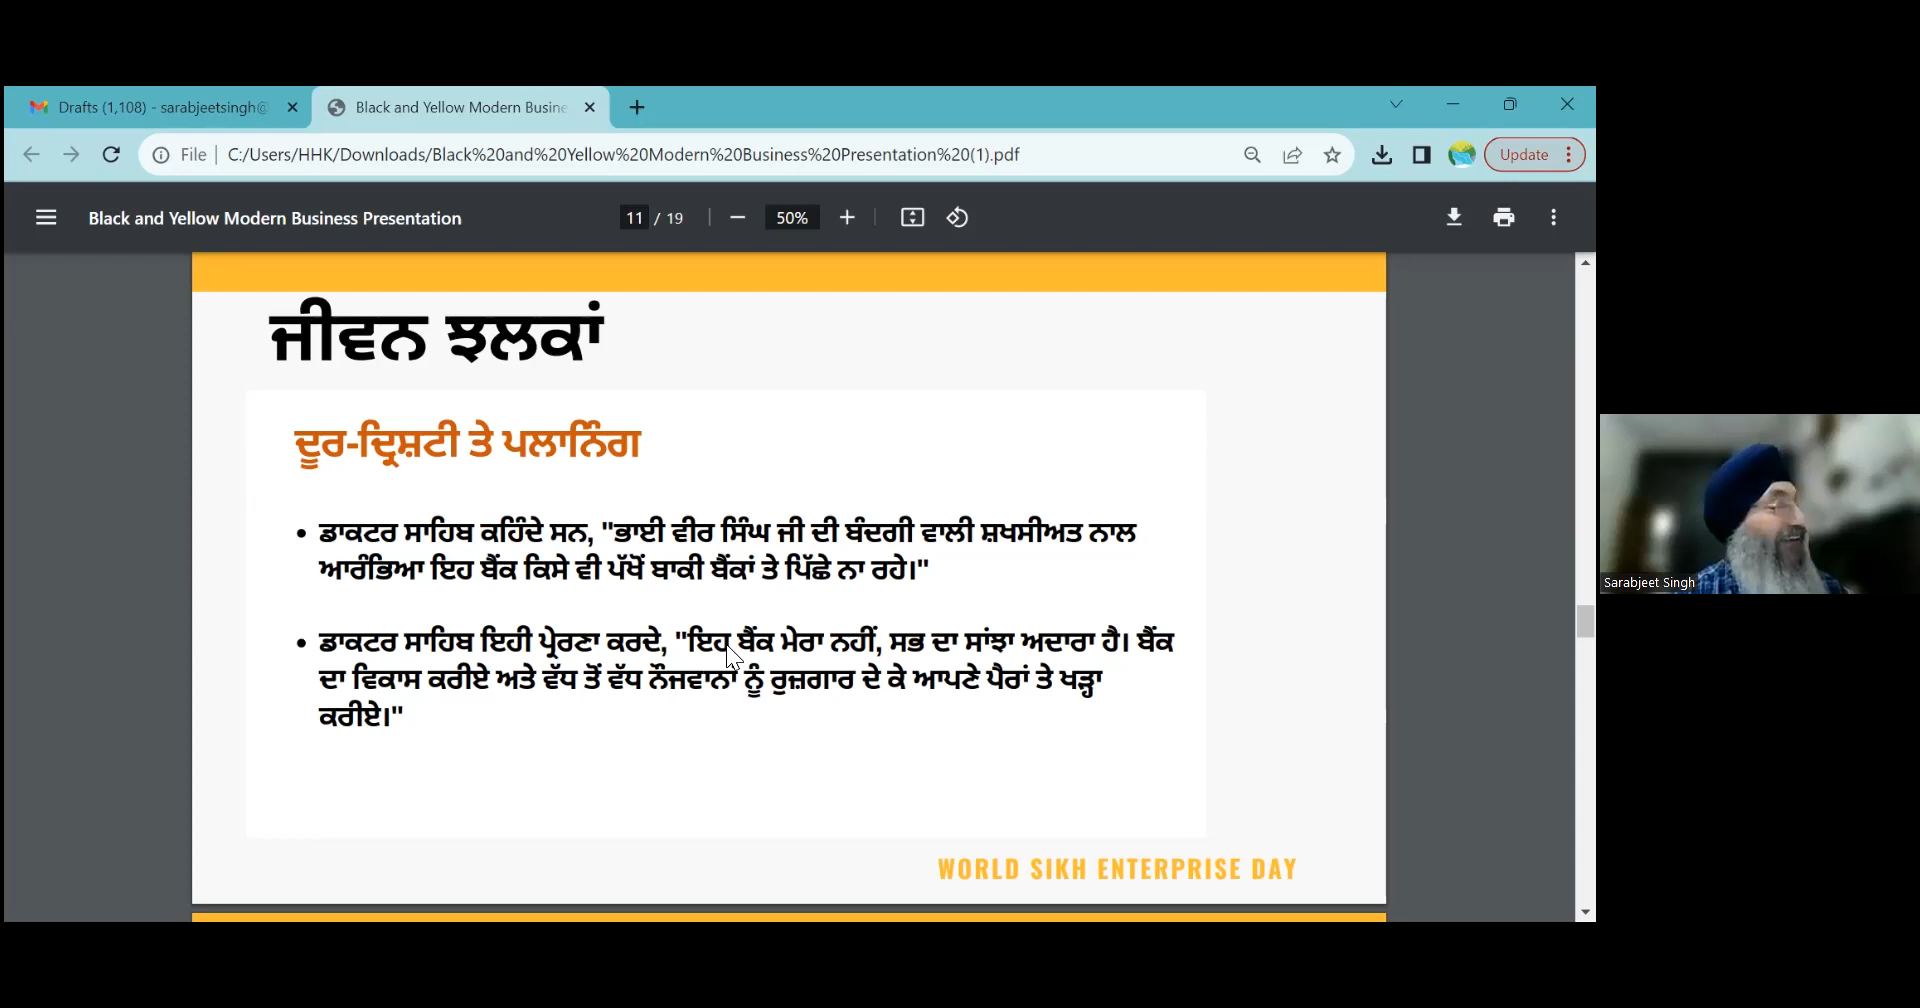 Drafts (1,108) - sarabjeetsingh@
Black and Yellow Modern Busine
File
C:/Users/HHK/Downloads/Black%20and%20Yellow%20Modern%20Business%20Presentation%20(1).pdf
Update
Black and Yellow Modern Business Presentation
11 / 19
50%
ਜੀਵਨ ਝਲਕਾਂ
ਦੂਰ-ਦ੍ਰਿਸ਼ਟੀ ਤੇ ਪਲਾਨਿੰਗ
• ਡਾਕਟਰ ਸਾਹਿਬ ਕਹਿੰਦੇ ਸਨ, "ਭਾਈ ਵੀਰ ਸਿੰਘ ਜੀ ਦੀ ਬੰਦਗੀ ਵਾਲੀ ਸ਼ਖਸੀਅਤ ਨਾਲ
ਆਰੰਭਿਆ ਇਹ ਬੈਂਕ ਕਿਸੇ ਵੀ ਪੱਖੋਂ ਬਾਕੀ ਬੈਂਕਾਂ ਤੇ ਪਿੱਛੇ ਨਾ ਰਹੇ।"
• ਡਾਕਟਰ ਸਾਹਿਬ ਇਹੀ ਪ੍ਰੇਰਣਾ ਕਰਦੇ, "ਇਹ ਬੈਂਕ ਮੇਰਾ ਨਹੀਂ, ਸਭ ਦਾ ਸਾਂਝਾ ਅਦਾਰਾ ਹੈ। ਬੈਂਕ
ਦਾ ਵਿਕਾਸ ਕਰੀਏ ਅਤੇ ਵੱਧ ਤੋਂ ਵੱਧ ਨੌਜਵਾਨਾਂ ਨੂੰ ਰੁਜ਼ਗਾਰ ਦੇ ਕੇ ਆਪਣੇ ਪੈਰਾਂ ਤੇ ਖੜ੍ਹਾ
ਕਰੀਏ।"
WORLD SIKH ENTERPRISE DAY
Sarabjeet Singh